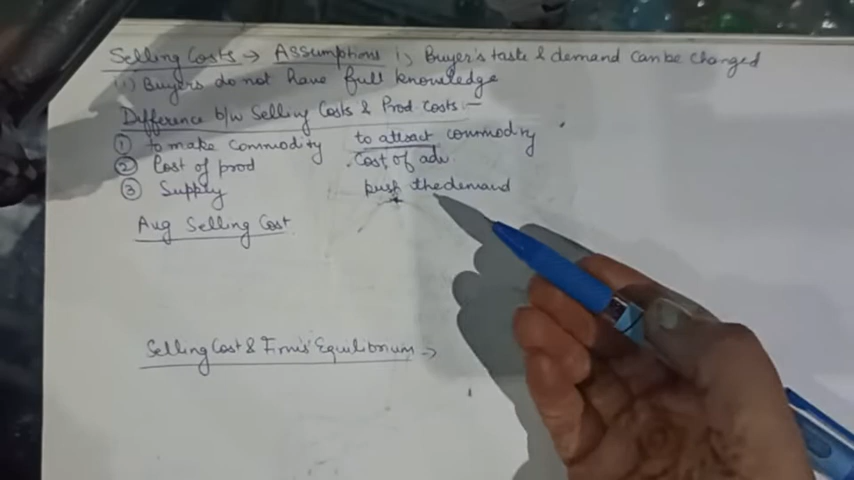 Selling Costs → Assumptions i) Buyer's taste & demand can be changed
ii) Buyers do not have full knowledge
Difference b/w Selling Costs & Prod Costs :-
① to make commodity to attract commodity
② Cost of prod Cost of adv
③ Supply push the demand
Avg Selling Cost
Selling Cost & Firms' Equilibrium →